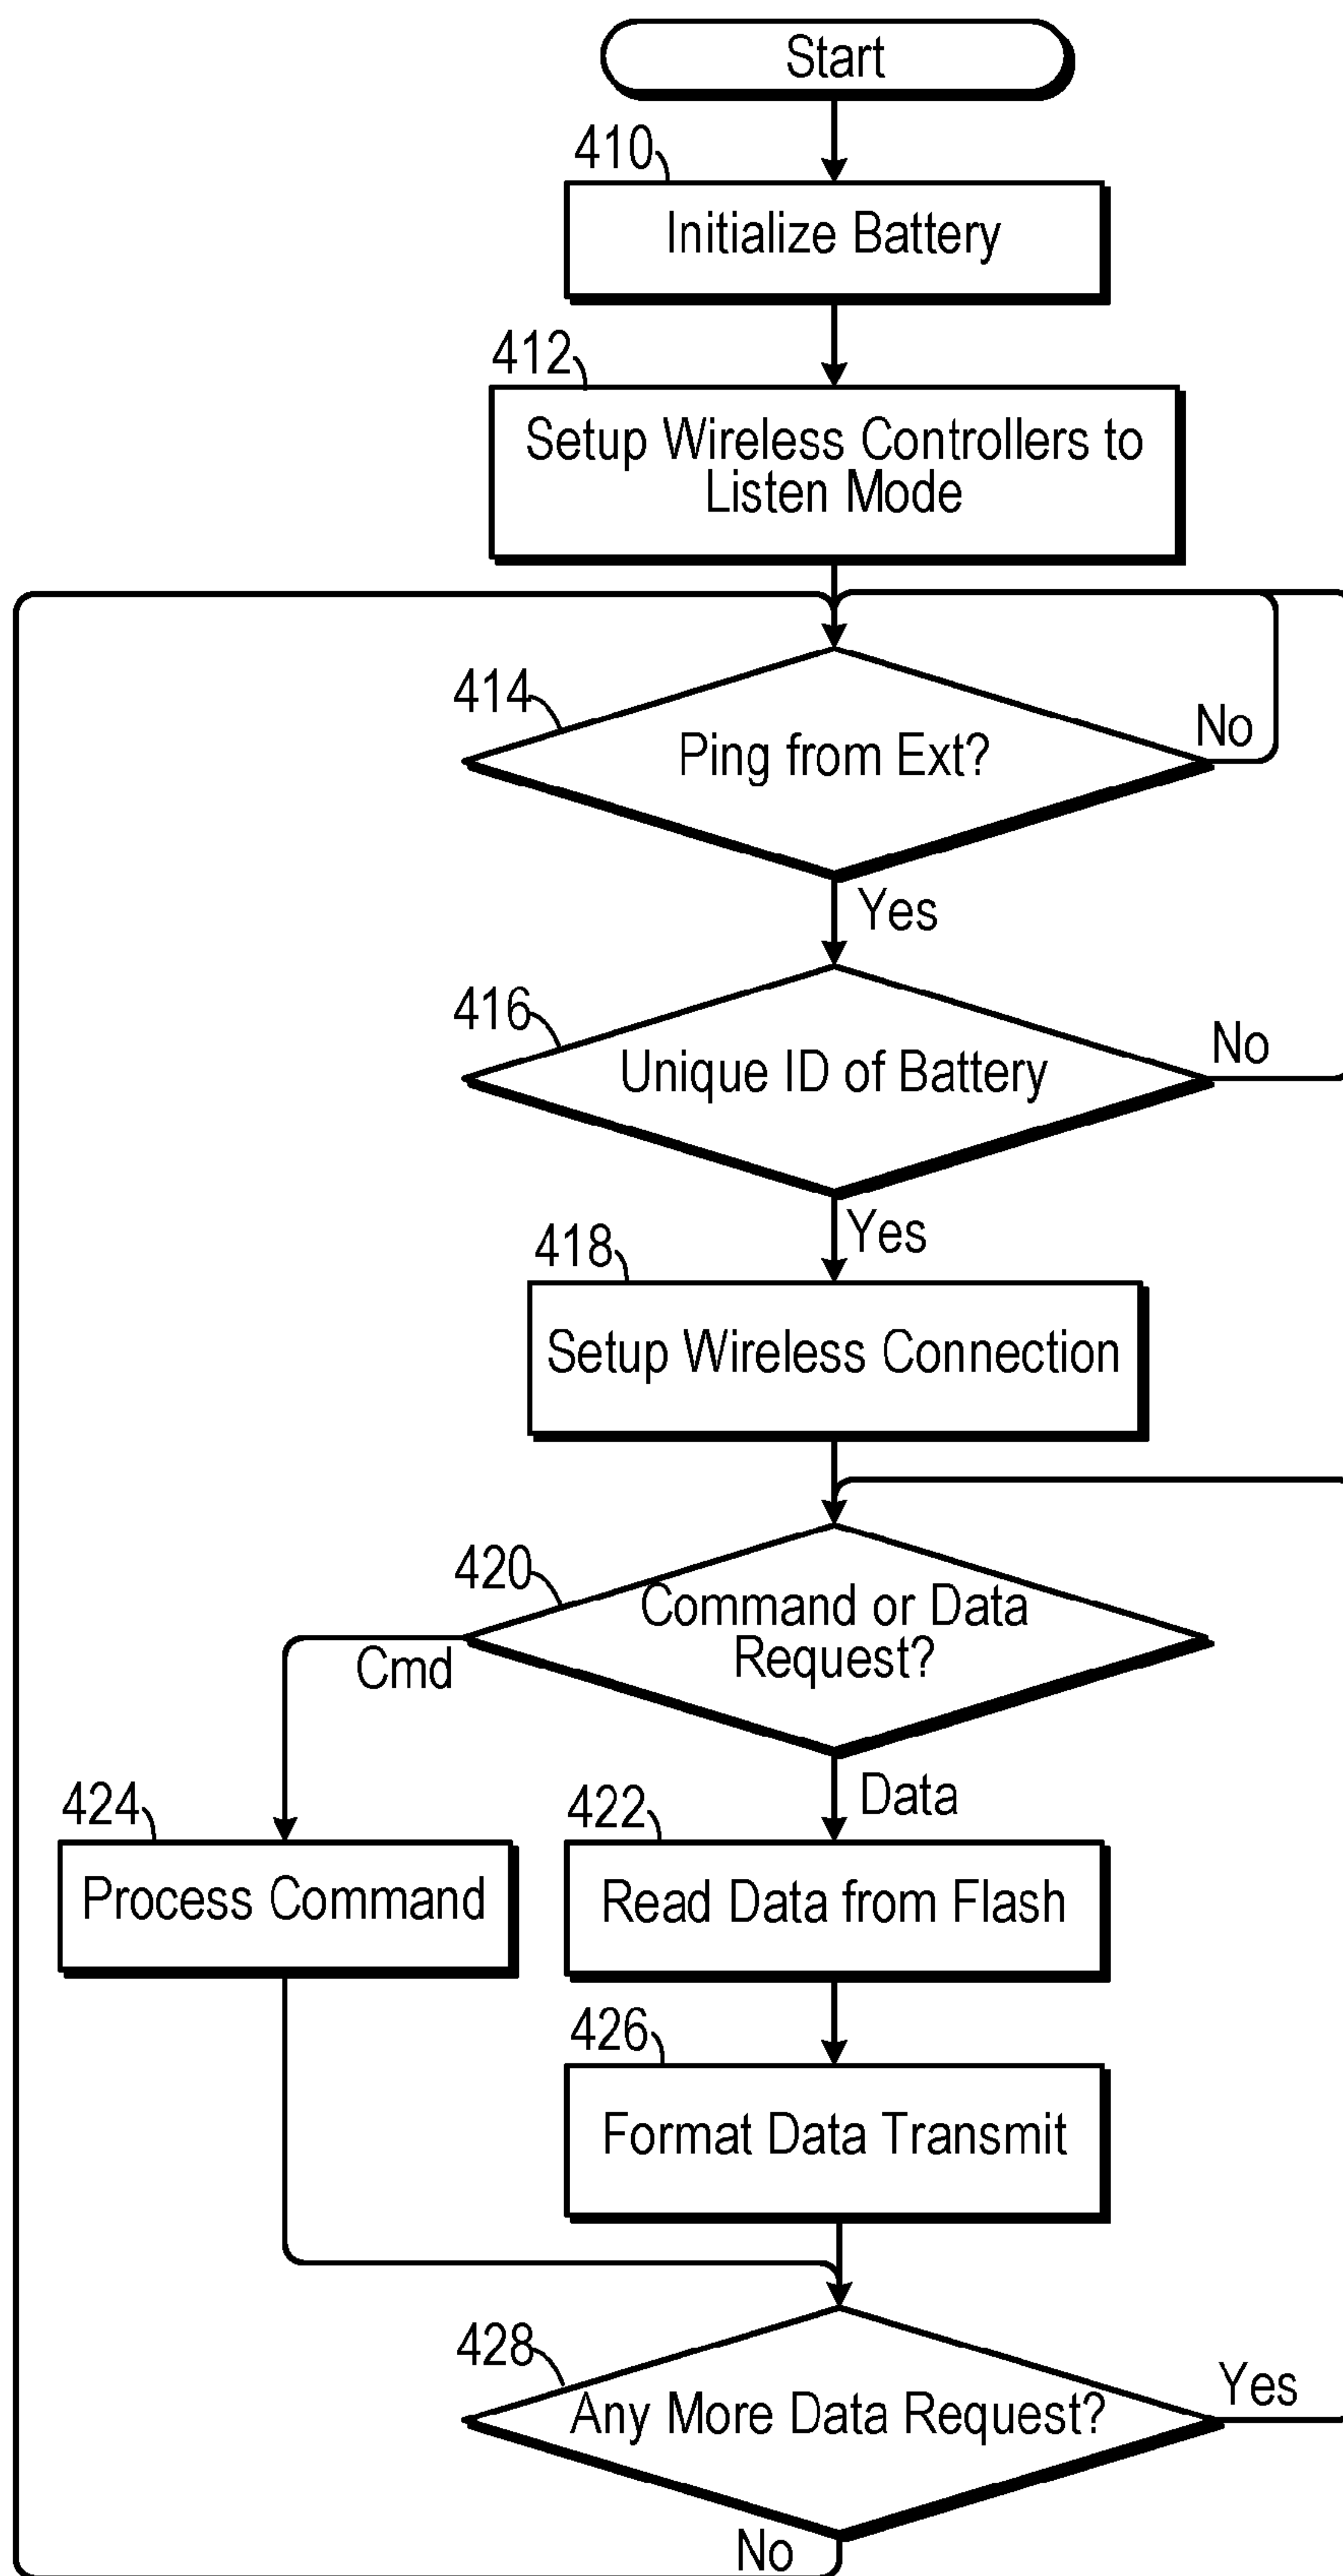 Start
410
Initialize Battery
412
Setup Wireless Controllers to
Listen Mode
414
Ping from Ext?
No
Yes
416
Unique ID of Battery
No
Yes
418
Setup Wireless Connection
420
Command or Data
Request?
Cmd
Data
424
Process Command
422
Read Data from Flash
426
Format Data Transmit
428
Any More Data Request?
Yes
No